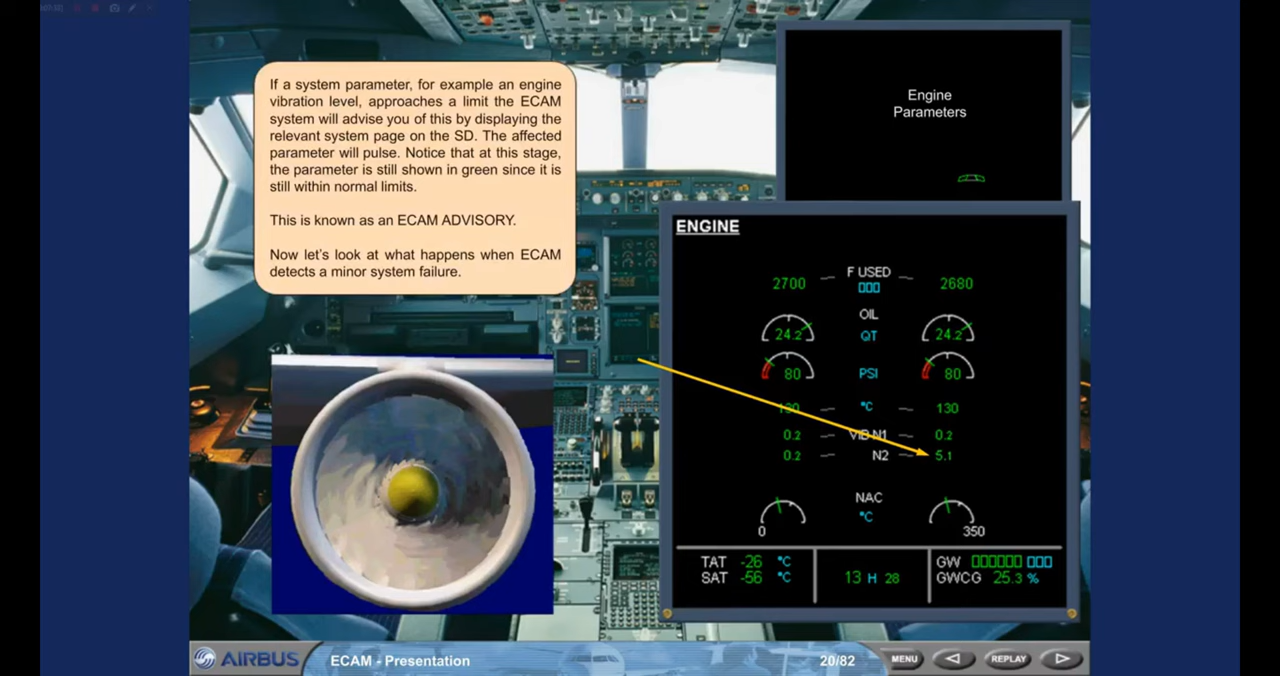 If a system parameter, for example an engine
vibration level, approaches a limit the ECAM
system will advise you of this by displaying the
relevant system page on the SD. The affected
parameter will pulse. Notice that at this stage,
the parameter is still shown in green since it is
still within normal limits.
This is known as an ECAM ADVISORY.
Now let's look at what happens when ECAM
detects a minor system failure.
Engine
Parameters
ENGINE
2700 F USED 2680
OIL
24.2 QT 24.2
80 PSI 80
130 °C 130
0.2 VIB N1 0.2
0.2 N2 5.1
NAC
°C
0 350
TAT -26 °C
SAT -56 °C
13 H 28
GW
GWCG 25.3 %
AIRBUS
ECAM - Presentation
20/82
MENU
REPLAY